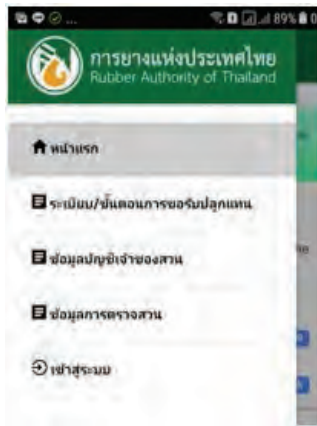 89%
การยางแห่งประเทศไทย
Rubber Authority of Thailand
หน้าแรก
ระเบียบ/ขั้นตอนการขอรับปลูกแทน
ข้อมูลบัญชีเจ้าของสวน
ข้อมูลการตรวจสวน
เข้าสู่ระบบ